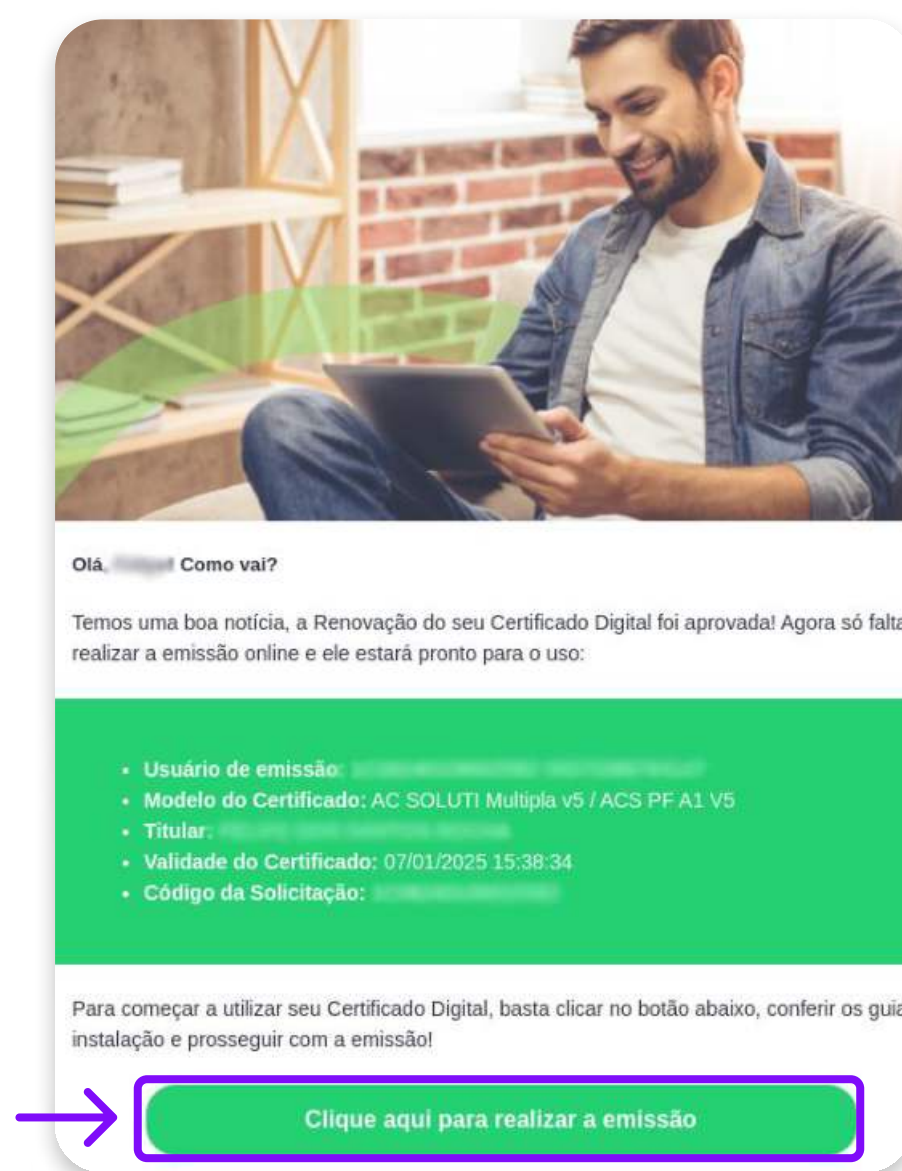 Olá, Como vai?
Temos uma boa notícia, a Renovação do seu Certificado Digital foi aprovada! Agora só falta
realizar a emissão online e ele estará pronto para o uso:
• Usuário de emissão:
• Modelo do Certificado: AC SOLUTI Multipla v5 / ACS PF A1 V5
• Titular:
• Validade do Certificado: 07/01/2025 15:38:34
• Código da Solicitação:
Para começar a utilizar seu Certificado Digital, basta clicar no botão abaixo, conferir os guia
instalação e prosseguir com a emissão!
Clique aqui para realizar a emissão